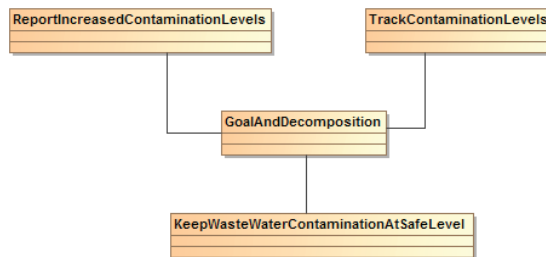 ReportIncreasedContaminationLevels
TrackContaminationLevels
GoalAndDecomposition
KeepWasteWaterContaminationAtSafeLevel